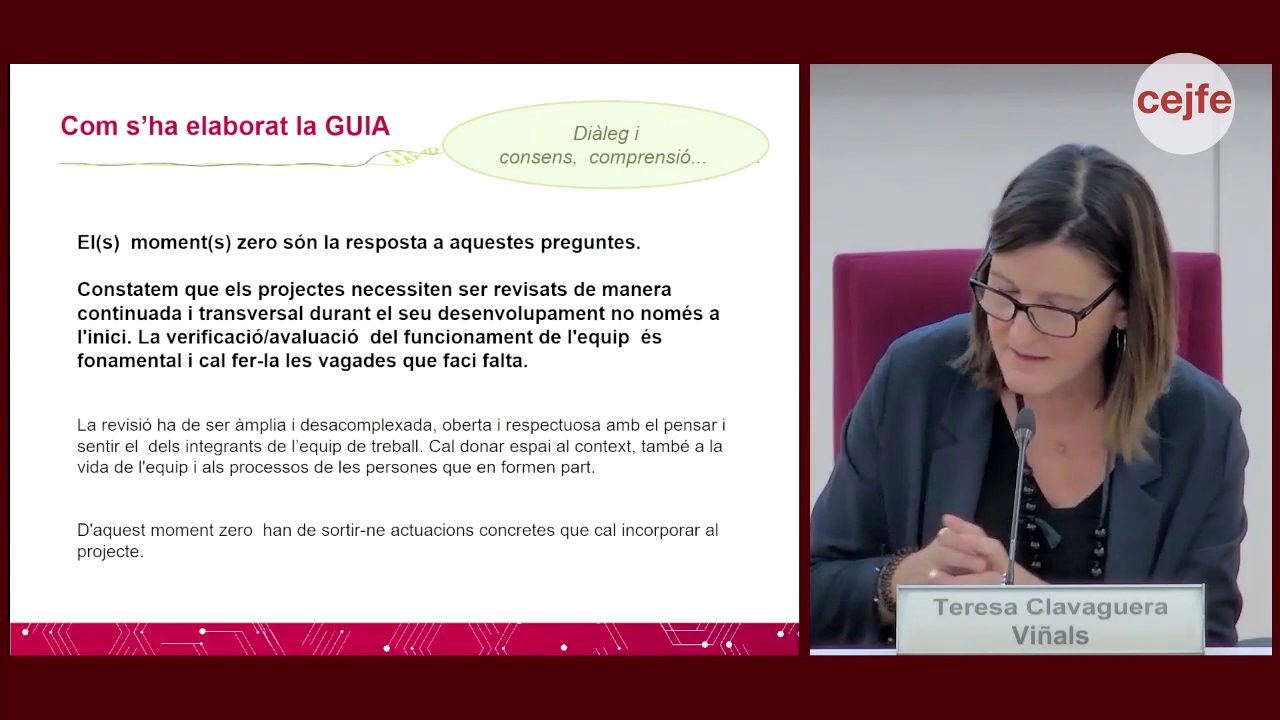 cejfe
Com s’ha elaborat la GUIA
Diàleg i
consens, comprensió...
El(s) moment(s) zero són la resposta a aquestes preguntes.
Constatem que els projectes necessiten ser revisats de manera
continuada i transversal durant el seu desenvolupament no només a
l'inici. La verificació/avaluació del funcionament de l'equip és
fonamental i cal fer-la les vagades que faci falta.
La revisió ha de ser àmplia i desacomplexada, oberta i respectuosa amb el pensar i
sentir el dels integrants de l’equip de treball. Cal donar espai al context, també a la
vida de l'equip i als processos de les persones que en formen part.
D'aquest moment zero han de sortir-ne actuacions concretes que cal incorporar al
projecte.
Teresa Clavaguera
Viñals